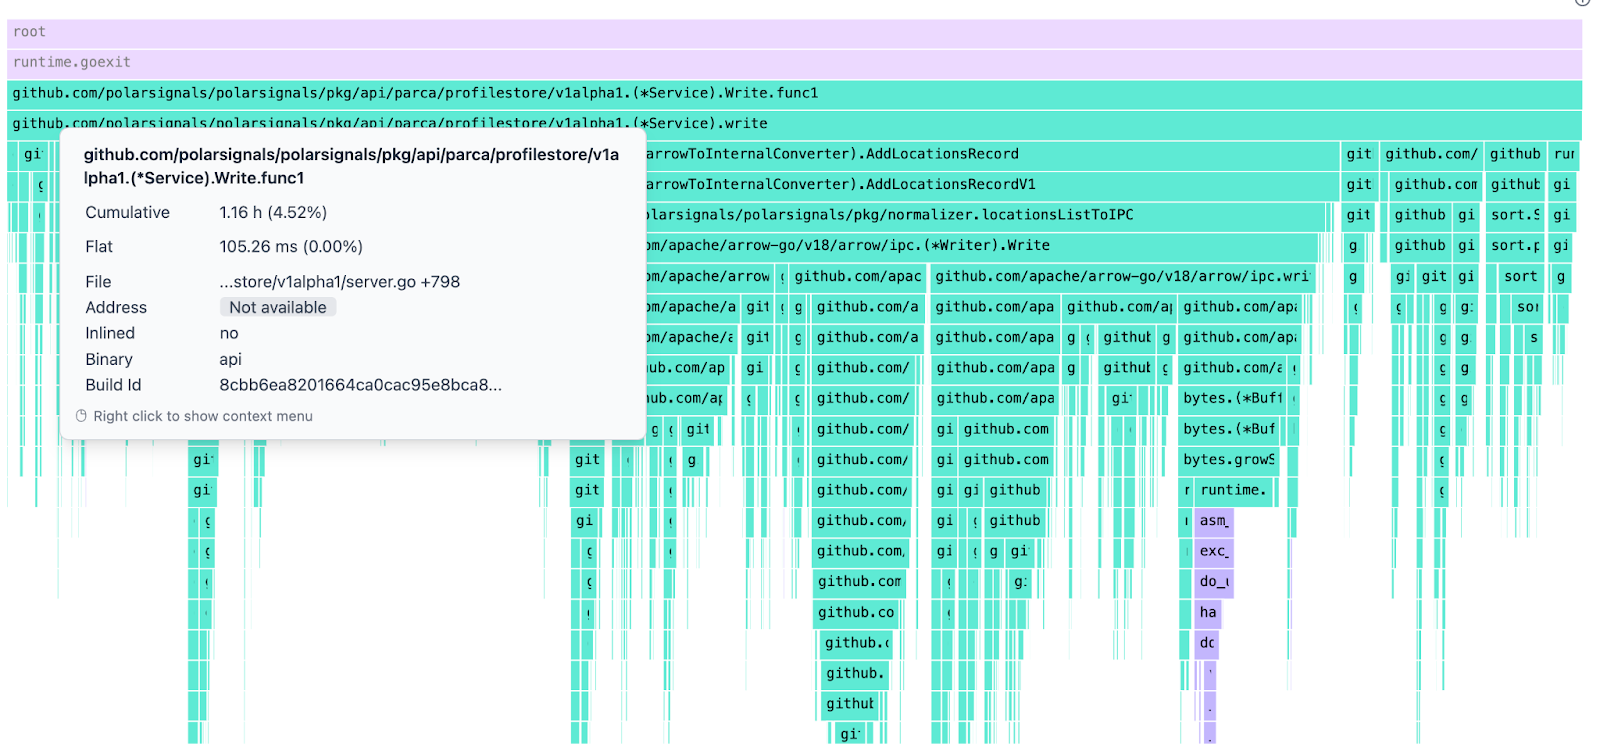 root
runtime.goexit
github.com/polarsignals/polarsignals/pkg/api/parca/profilestore/v1alpha1.(*Service).Write.func1
github.com/polarsignals/polarsignals/pkg/api/parca/profilestore/v1alpha1.(*Service).write
github.com/polarsignals/polarsignals/pkg/api/parca/profilestore/v1a
lpha1.(*Service).Write.func1
Cumulative 1.16 h (4.52%)
Flat 105.26 ms (0.00%)
File ...store/v1alpha1/server.go +798
Address Not available
Inlined no
Binary api
Build Id 8cbb6ea8201664ca0cac95e8bca8...
Right click to show context menu
gi arrowToInternalConverter).AddLocationsRecord git github.com/ github rur
g arrowToInternalConverter).AddLocationsRecordV1 git github.com github gi
olarsignals/polarsignals/pkg/normalizer.locationsListToIPC git github gi sort.S gi
om/apache/arrow-go/v18/arrow/ipc.(*Writer).Write g github gi sort.p gi
om/apache/arrow g github.com/apac github.com/apache/arrow-go/v18/arrow/ipc.wri g gi git gi sort g
om/apache/a git g g github.com/a github.com/apa github.com/ap github.com/apa g g g g sor
om/apache/a git g github.com/a github.com/apa g g github g github.com/apa g g s
ub.com/ap gi g github.com/ github.com/apa github g github.com/a g g g
ub.com/ap g g github.com/ github.com/apa gi bytes.(*Buff g g
g g git github.com/ gi github.com bytes.(*Buf g
gi git g github.com/ gi github.com bytes.growS g
gi git g github.com/ gi gi github r runtime. g
g gi github.com/ gi g github asm_
g g github.com gi g gi exc_
g g github.com g gi do_u
github.co g ha
github.c dc
github.
github
gi